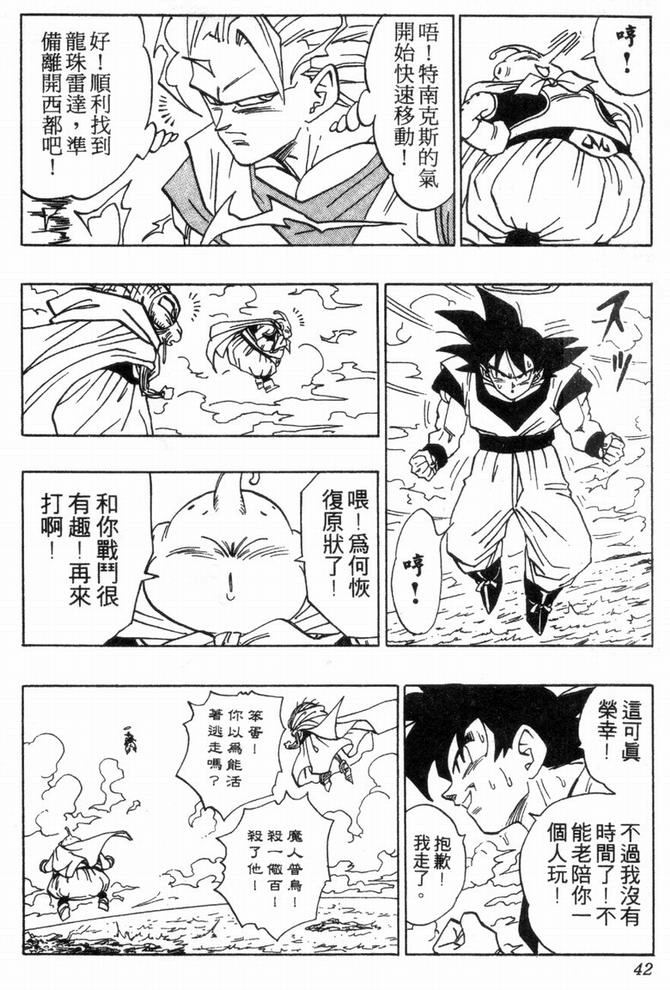 哼！
唔！特南克斯的氣
開始快速移動！
好！順利找到
龍珠雷達，準
備離開西都吧！
スッ
哼！
喂！爲何恢
復原狀了！
和你戰鬥很
有趣！再來
打啊！
這可眞
榮幸！
不過我沒有
時間了！不
能老陪你一
個人玩！
抱歉！
我走了。
笨蛋！
你以爲能活
著逃走嗎？
魔人普烏！
殺一儆百！
殺了他！
42